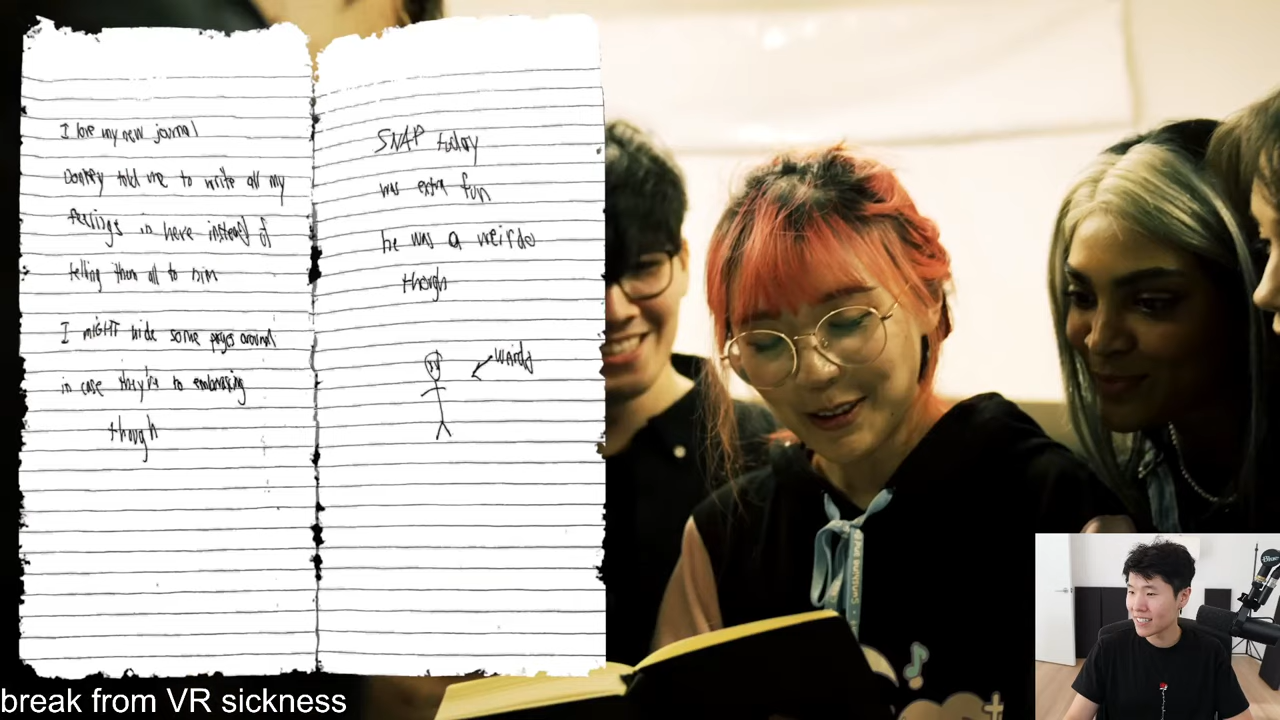 I love my new journal
Donkey told me to write all my
feelings in here instead of
telling them all to him
I MIGHT hide some pages around
in case they're to embrassing
though
SNAP today
was extra fun
he was a weirdo
though
break from VR sickness